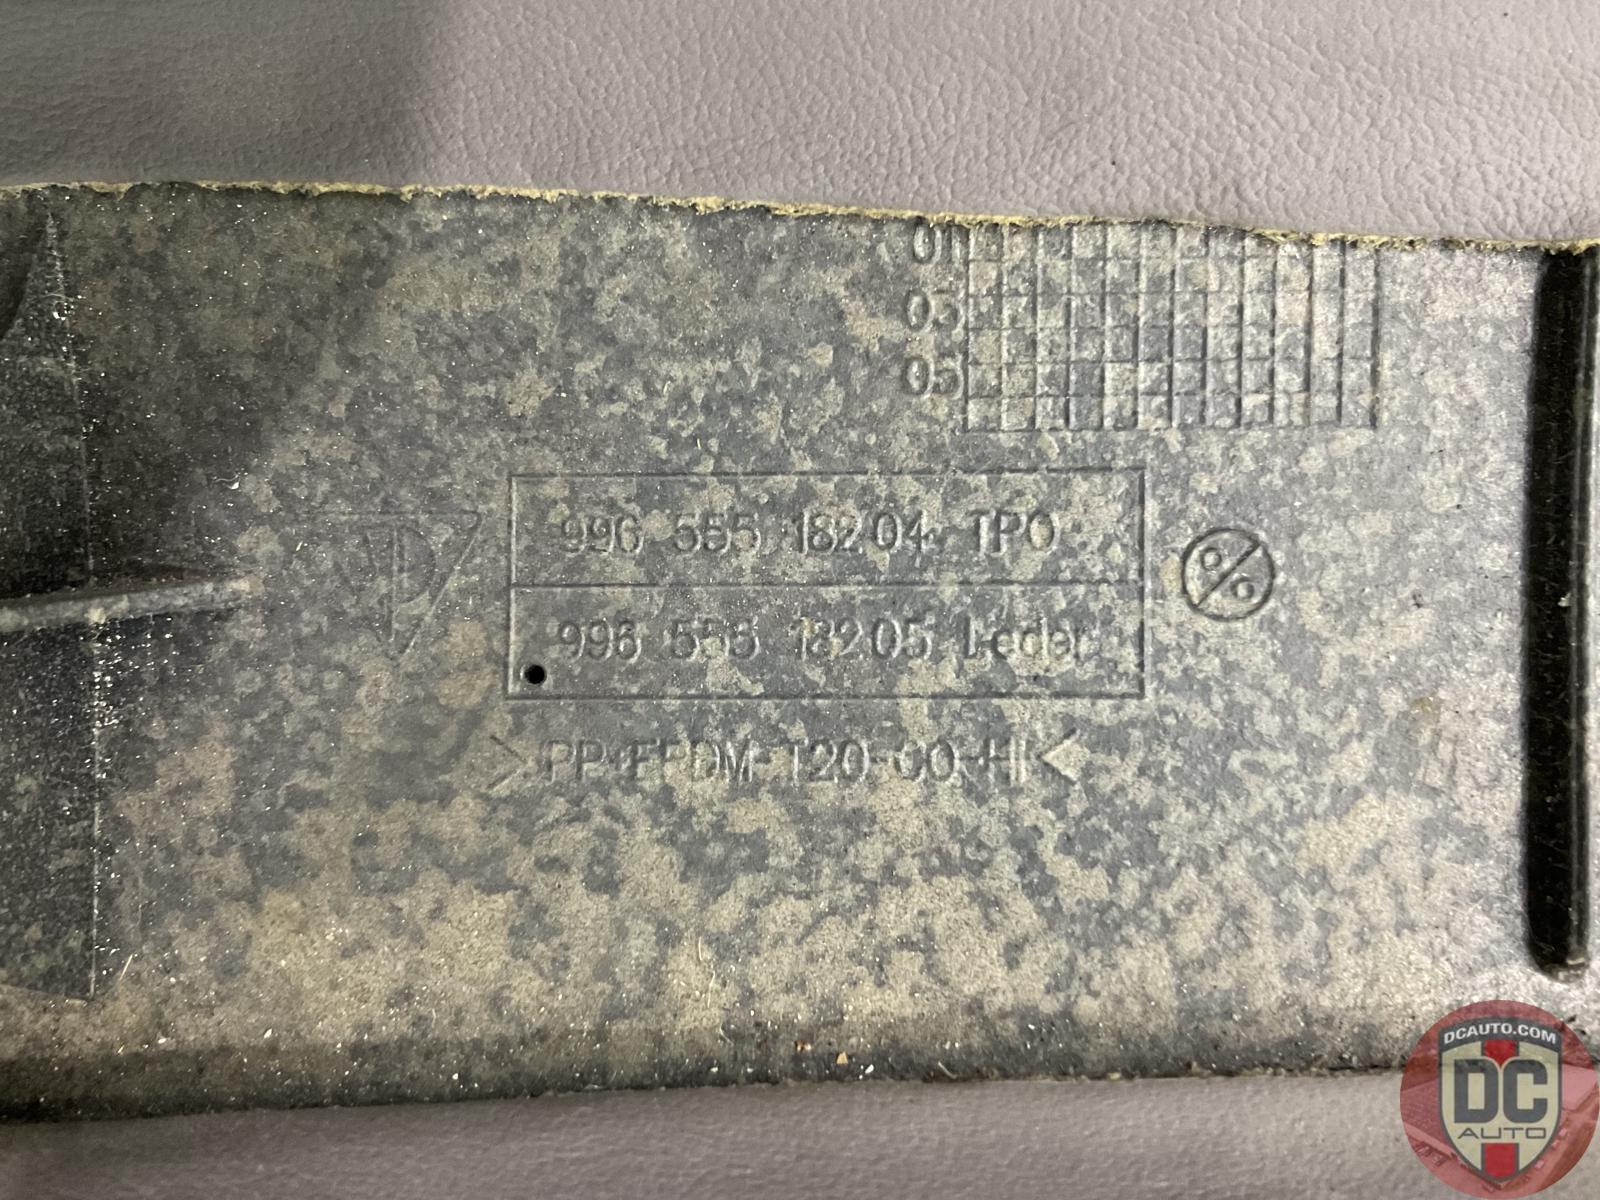 01
03
05
996 555 182 04 TPO
996 555 182 05 Leder
>PP+EPDM-T20-CO-HI<
DCAUTO.COM
DC
AUTO